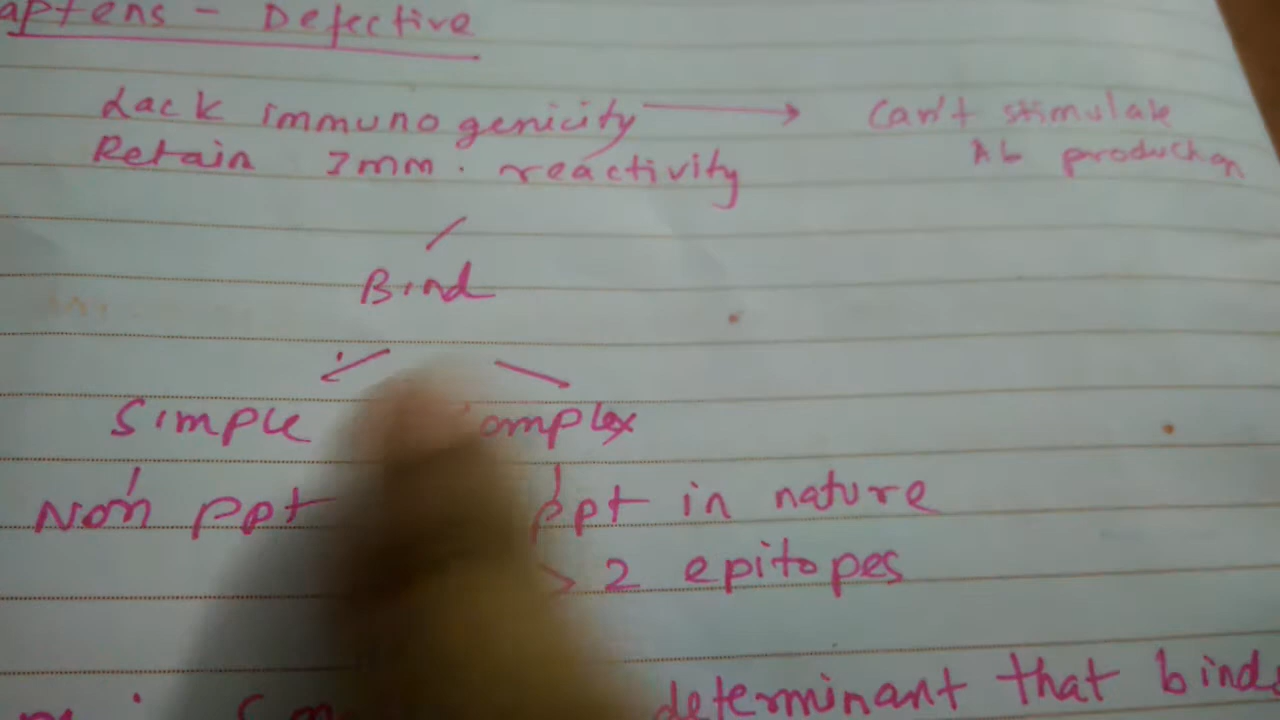 aptens - Defective
Lack immunogenicity → Can't stimulate
Retain Imm. reactivity Ab production
Bind
Simple omplex
Non ppt ppt in nature
> 2 epitopes
determinant that binds